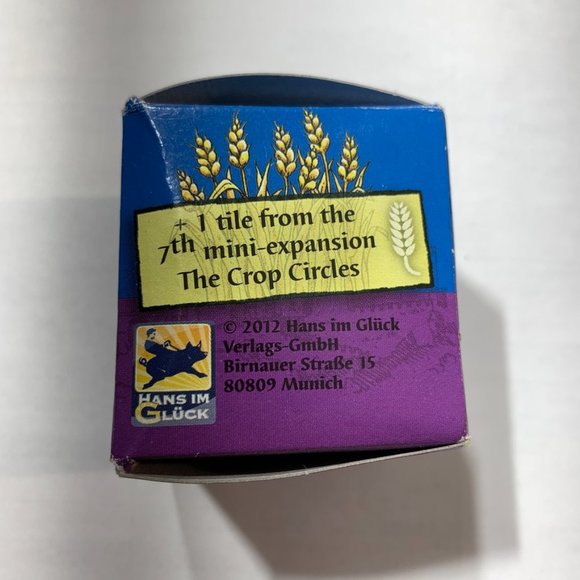 + 1 tile from the
7th mini-expansion
The Crop Circles
© 2012 Hans im Glück
Verlags-GmbH
Birnauer Straße 15
80809 Munich
HANS IM
GLÜCK